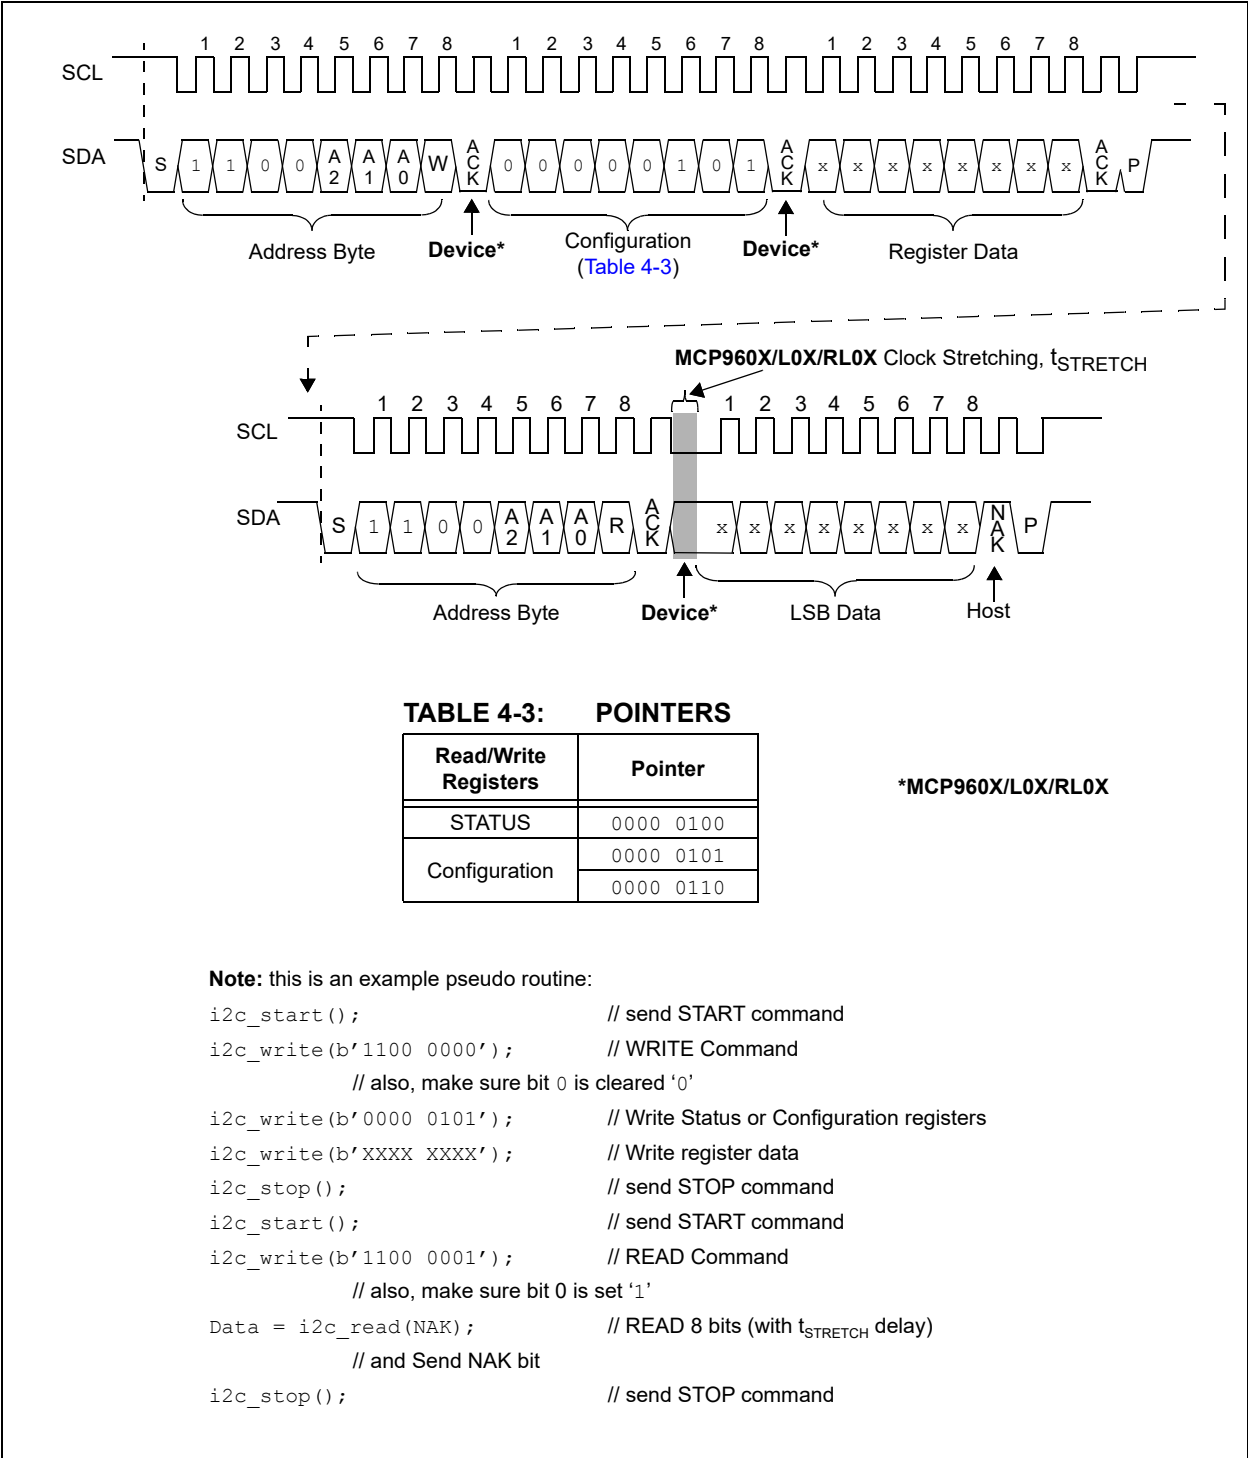 1 2 3 4 5 6 7 8 1 2 3 4 5 6 7 8 1 2 3 4 5 6 7 8
SCL
SDA
S 1 1 0 0 A2 A1 A0 W ACK 0 0 0 0 0 1 0 1 ACK x x x x x x x x ACK P
Address Byte Device* Configuration Device* Register Data
(Table 4-3)
MCP960X/L0X/RL0X Clock Stretching, tSTRETCH
1 2 3 4 5 6 7 8 1 2 3 4 5 6 7 8
SCL
SDA
S 1 1 0 0 A2 A1 A0 R ACK x x x x x x x x NAK P
Address Byte Device* LSB Data Host
TABLE 4-3: POINTERS
Read/Write Pointer
Registers
*MCP960X/L0X/RL0X
STATUS 0000 0100
Configuration 0000 0101
0000 0110
Note: this is an example pseudo routine:
i2c_start(); // send START command
i2c_write(b’1100 0000’); // WRITE Command
// also, make sure bit 0 is cleared ‘0’
i2c_write(b’0000 0101’); // Write Status or Configuration registers
i2c_write(b’XXXX XXXX’); // Write register data
i2c_stop(); // send STOP command
i2c_start(); // send START command
i2c_write(b’1100 0001’); // READ Command
// also, make sure bit 0 is set ‘1’
Data = i2c_read(NAK); // READ 8 bits (with tSTRETCH delay)
// and Send NAK bit
i2c_stop(); // send STOP command